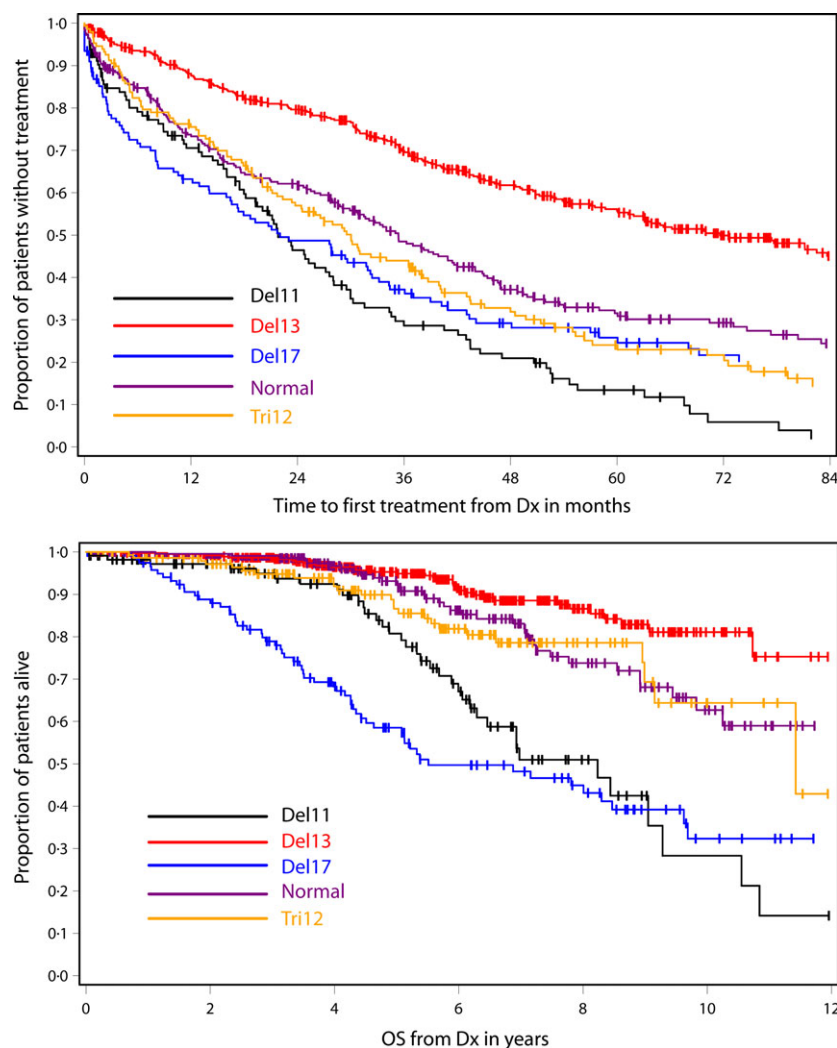 Proportion of patients without treatment
1·0
0·9
0·8
0·7
0·6
0·5
0·4
0·3
0·2
0·1
0·0
Del11
Del13
Del17
Normal
Tri12
0 12 24 36 48 60 72 84
Time to first treatment from Dx in months
Proportion of patients alive
1·0
0·9
0·8
0·7
0·6
0·5
0·4
0·3
0·2
0·1
0·0
Del11
Del13
Del17
Normal
Tri12
0 2 4 6 8 10 12
OS from Dx in years